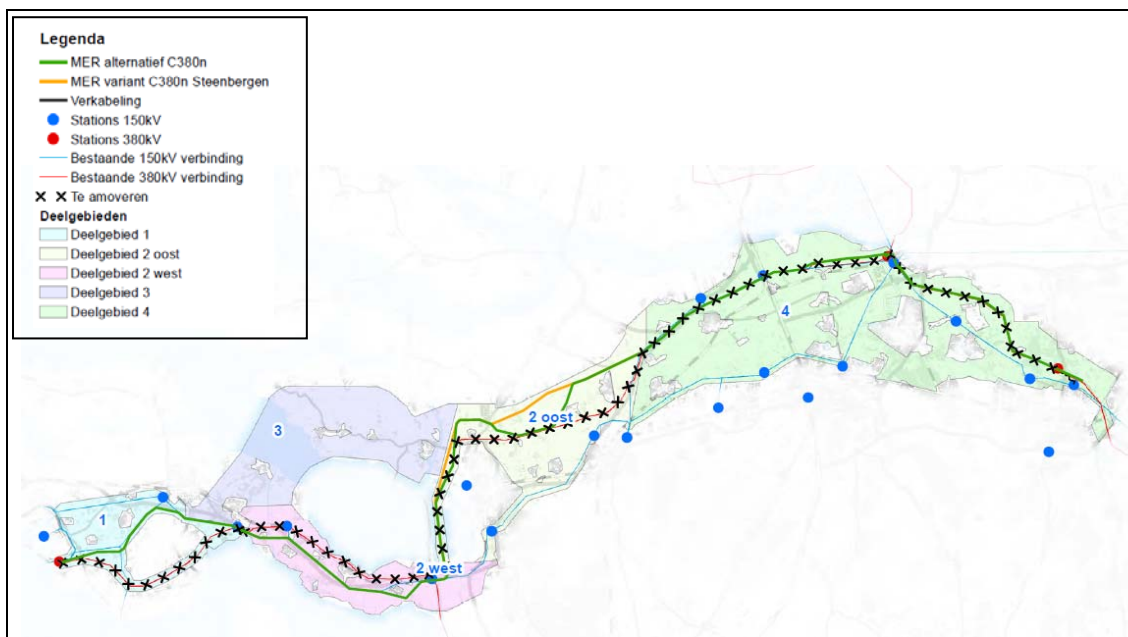 Legenda
MER alternatief C380n
MER variant C380n Steenbergen
Verkabeling
Stations 150kV
Stations 380kV
Bestaande 150kV verbinding
Bestaande 380kV verbinding
Te amoveren
Deelgebieden
Deelgebied 1
Deelgebied 2 oost
Deelgebied 2 west
Deelgebied 3
Deelgebied 4
4
2 oost
3
1
2 west